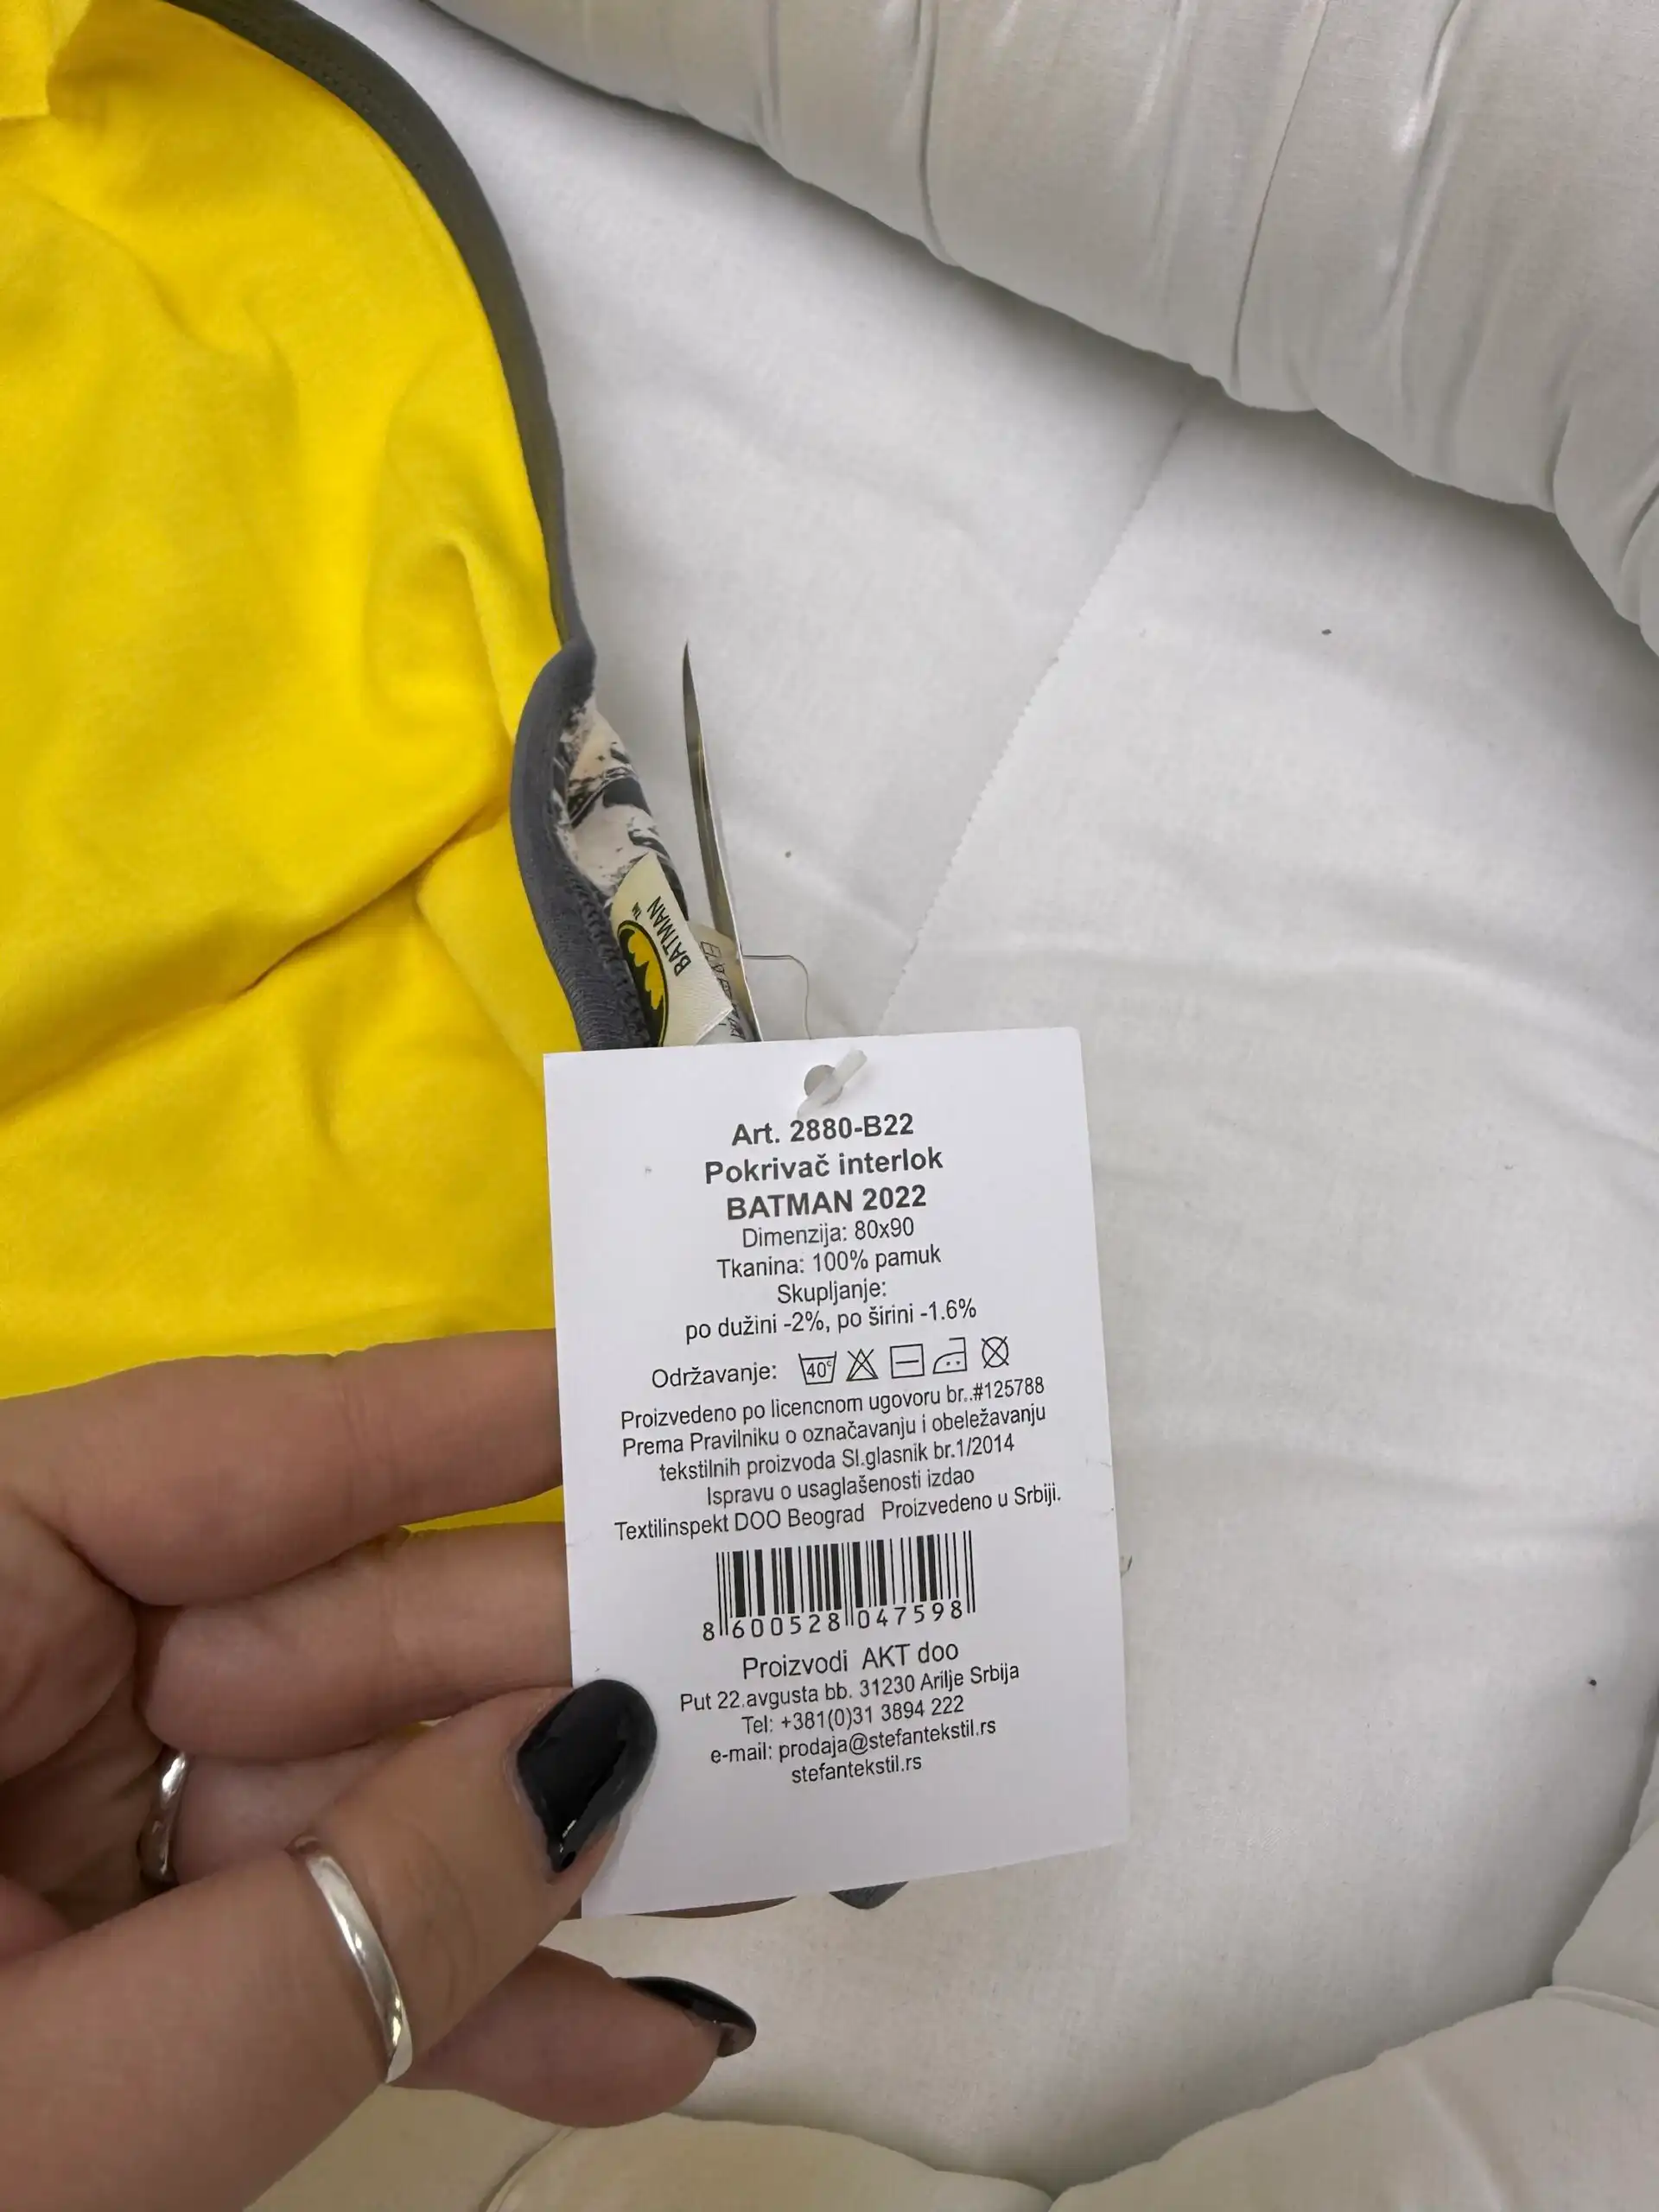 BATMAN
TM
Art. 2880-B22
Pokrivač interlok
BATMAN 2022
Dimenzija: 80x90
Tkanina: 100% pamuk
Skupljanje:
po dužini -2%, po širini -1.6%
Održavanje: 40°
Proizvedeno po licencnom ugovoru br..#125788
Prema Pravilniku o označavanju i obeležavanju
tekstilnih proizvoda Sl.glasnik br.1/2014
Ispravu o usaglašenosti izdao
Textilinspekt DOO Beograd Proizvedeno u Srbiji.
8 600528 047598
Proizvodi AKT doo
Put 22.avgusta bb. 31230 Arilje Srbija
Tel: +381(0)31 3894 222
e-mail: prodaja@stefantekstil.rs
stefantekstil.rs